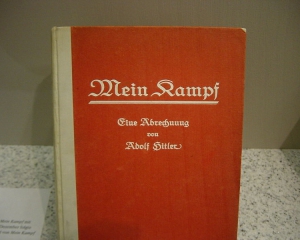 Mein Kampf
Eine Abrechnung
von
Adolf Hitler